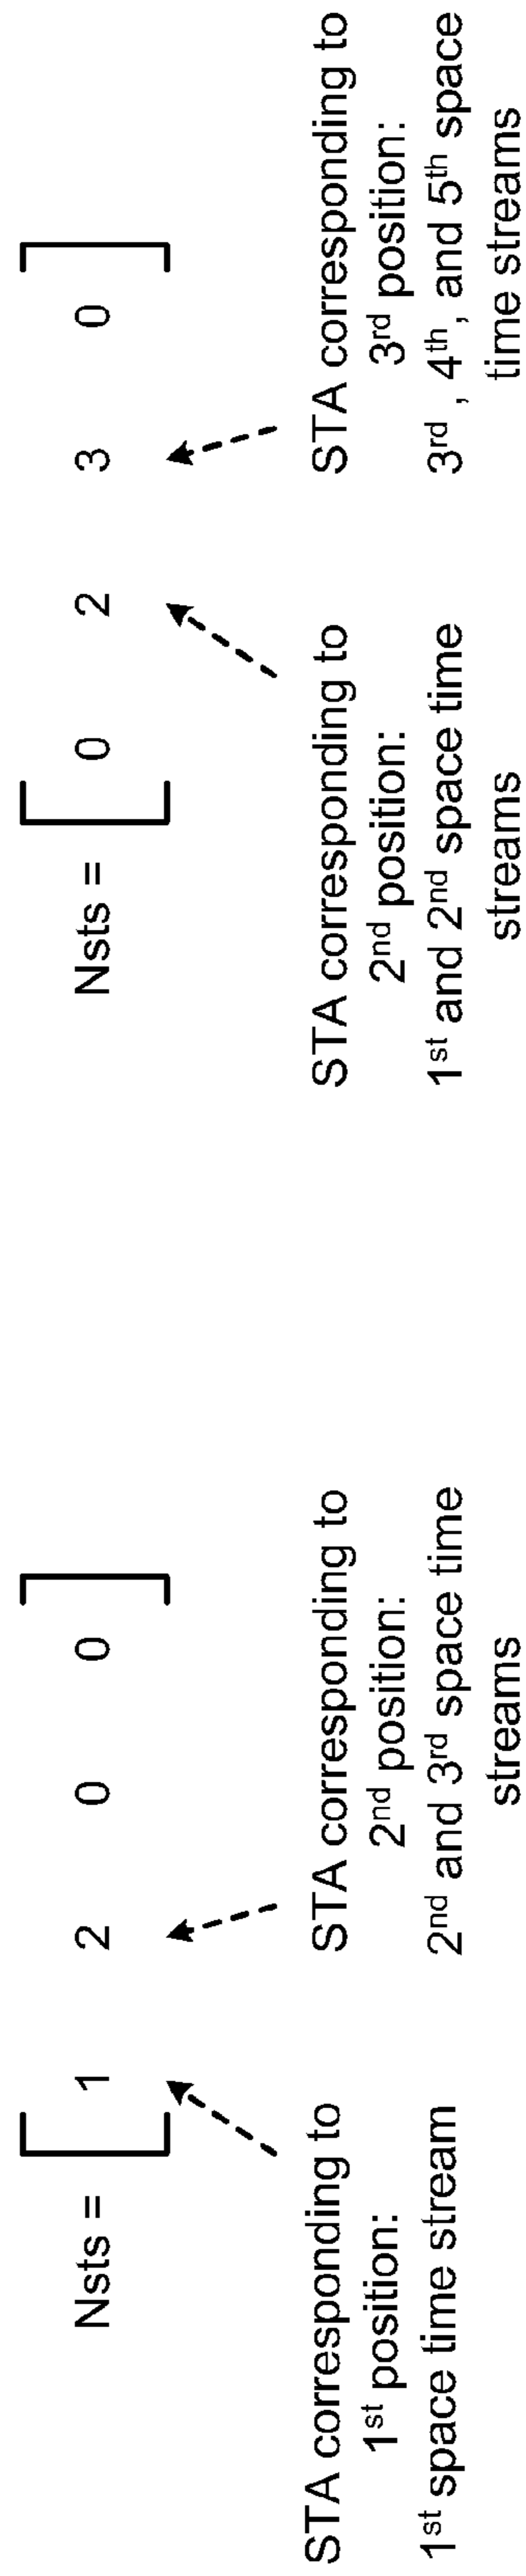 Nsts = [ 1 2 0 0 ]
STA corresponding to
1st position:
1st space time stream
STA corresponding to
2nd position:
2nd and 3rd space time
streams
Nsts = [ 0 2 3 0 ]
STA corresponding to
2nd position:
1st and 2nd space time
streams
STA corresponding to
3rd position:
3rd , 4th, and 5th space
time streams